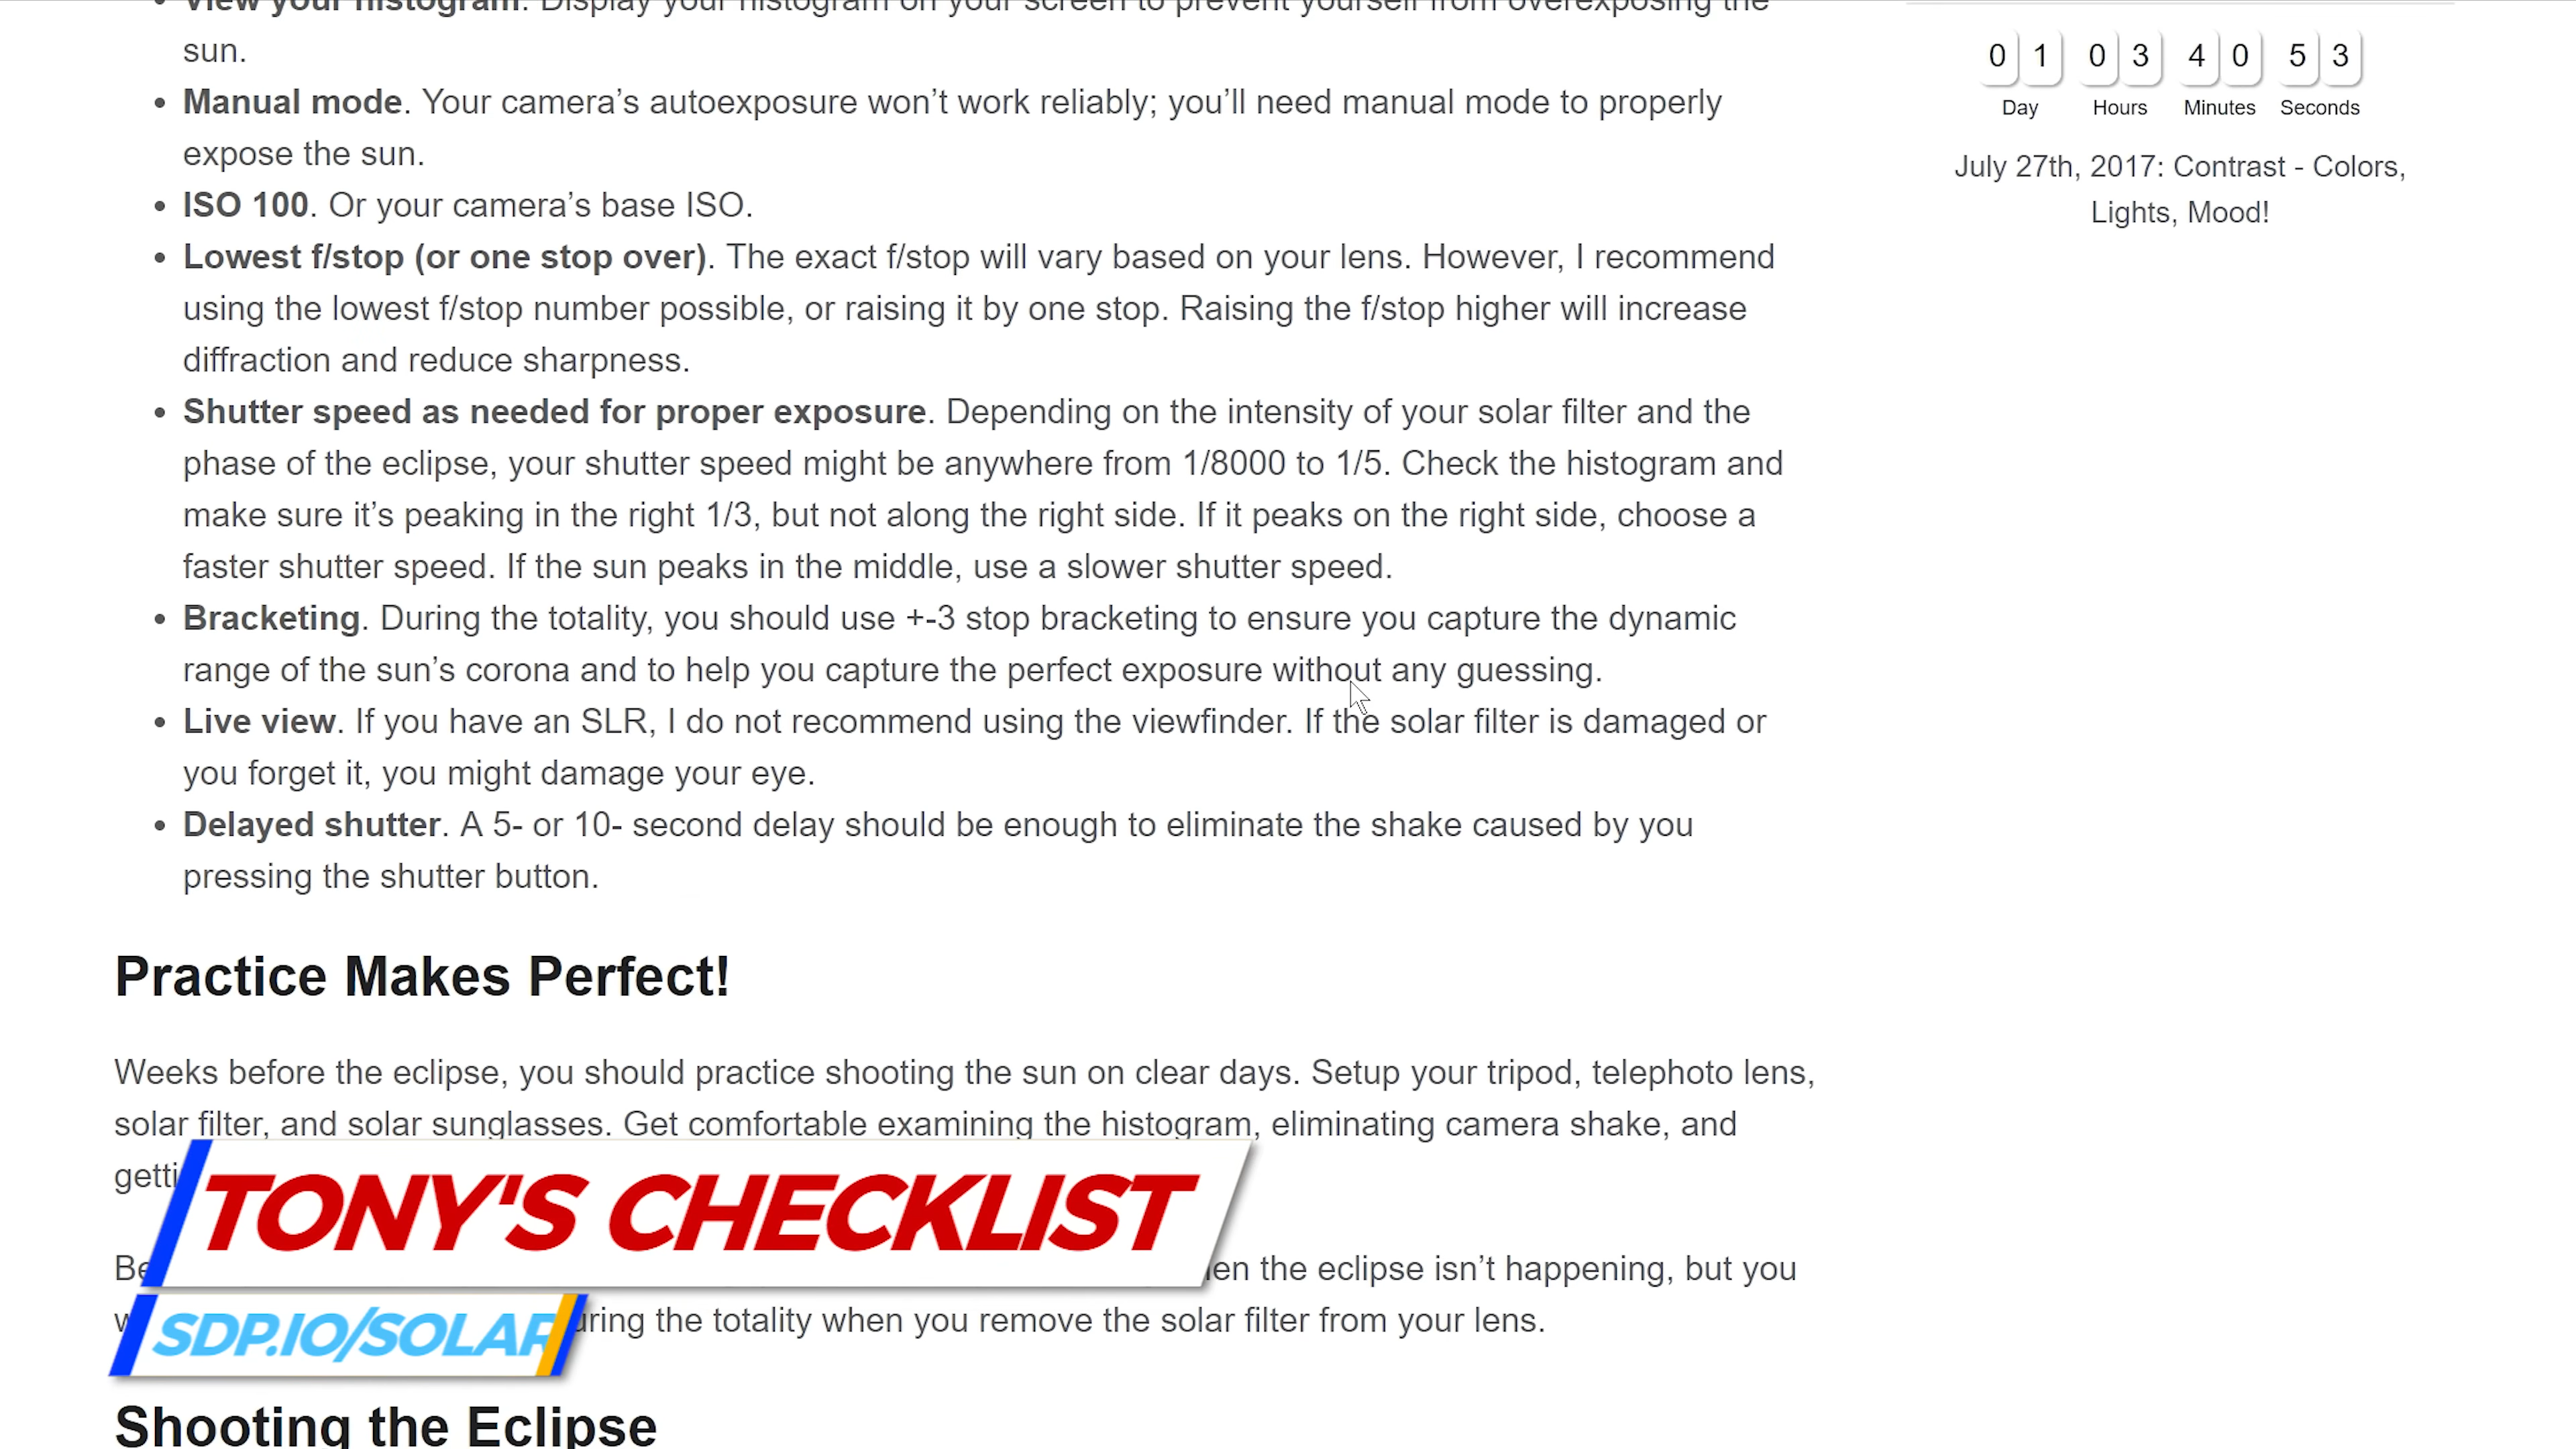 View your histogram. Display your histogram on your screen to prevent yourself from overexposing the
sun.
• Manual mode. Your camera’s autoexposure won’t work reliably; you’ll need manual mode to properly
expose the sun.
• ISO 100. Or your camera’s base ISO.
• Lowest f/stop (or one stop over). The exact f/stop will vary based on your lens. However, I recommend
using the lowest f/stop number possible, or raising it by one stop. Raising the f/stop higher will increase
diffraction and reduce sharpness.
• Shutter speed as needed for proper exposure. Depending on the intensity of your solar filter and the
phase of the eclipse, your shutter speed might be anywhere from 1/8000 to 1/5. Check the histogram and
make sure it’s peaking in the right 1/3, but not along the right side. If it peaks on the right side, choose a
faster shutter speed. If the sun peaks in the middle, use a slower shutter speed.
• Bracketing. During the totality, you should use +-3 stop bracketing to ensure you capture the dynamic
range of the sun’s corona and to help you capture the perfect exposure without any guessing.
• Live view. If you have an SLR, I do not recommend using the viewfinder. If the solar filter is damaged or
you forget it, you might damage your eye.
• Delayed shutter. A 5- or 10- second delay should be enough to eliminate the shake caused by you
pressing the shutter button.
Practice Makes Perfect!
Weeks before the eclipse, you should practice shooting the sun on clear days. Setup your tripod, telephoto lens,
solar filter, and solar sunglasses. Get comfortable examining the histogram, eliminating camera shake, and
TONY'S CHECKLIST
the eclipse isn’t happening, but you
SDP.IO/SOLAR
the totality when you remove the solar filter from your lens.
Shooting the Eclipse
01 03 40 53
Day Hours Minutes Seconds
July 27th, 2017: Contrast - Colors,
Lights, Mood!